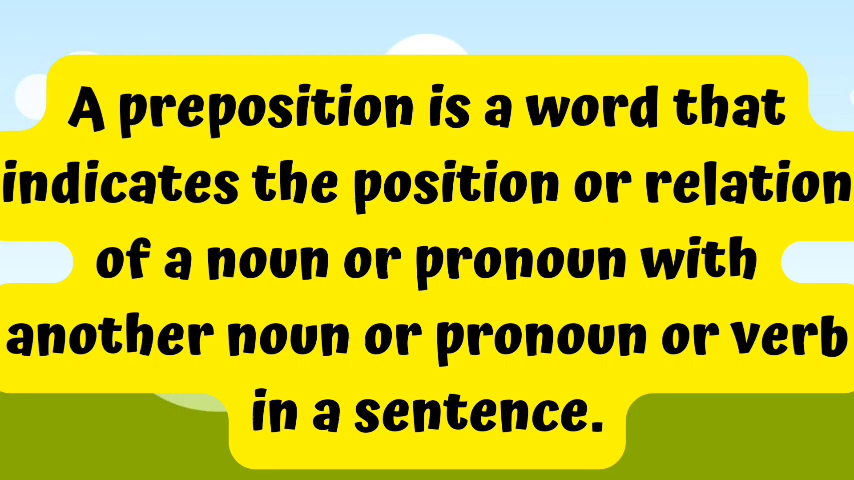 A preposition is a word that
indicates the position or relation
of a noun or pronoun with
another noun or pronoun or verb
in a sentence.